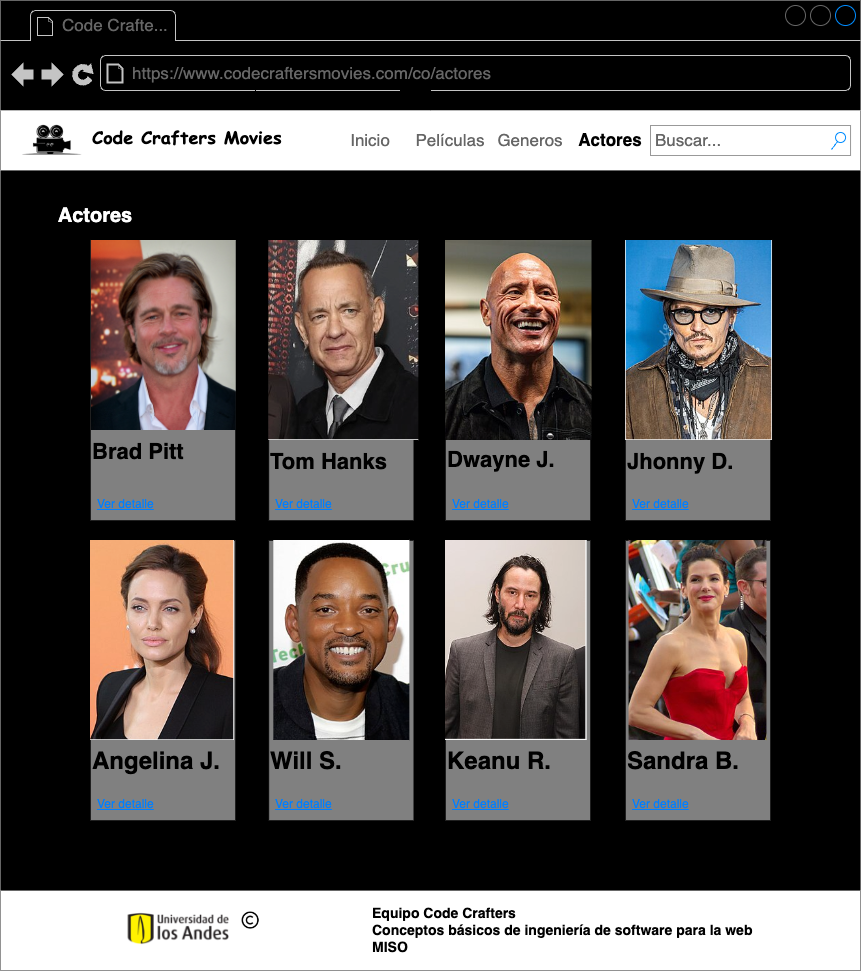 Code Crafte...
https://www.codecraftersmovies.com/co/actores
Code Crafters Movies
Inicio Películas Generos Actores Buscar...
Actores
Brad Pitt Tom Hanks Dwayne J. Jhonny D.
Ver detalle Ver detalle Ver detalle Ver detalle
Angelina J. Will S. Keanu R. Sandra B.
Ver detalle Ver detalle Ver detalle Ver detalle
Universidad de
los Andes
©
Equipo Code Crafters
Conceptos básicos de ingeniería de software para la web
MISO